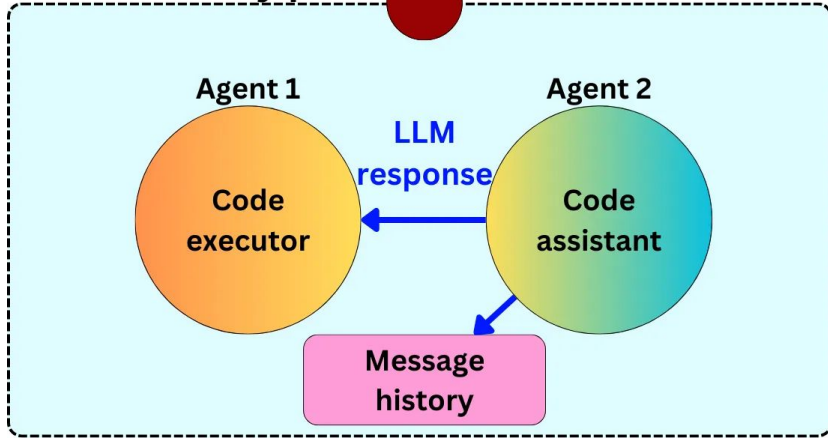 Agent 1
Agent 2
LLM
response
Code
executor
Code
assistant
Message
history